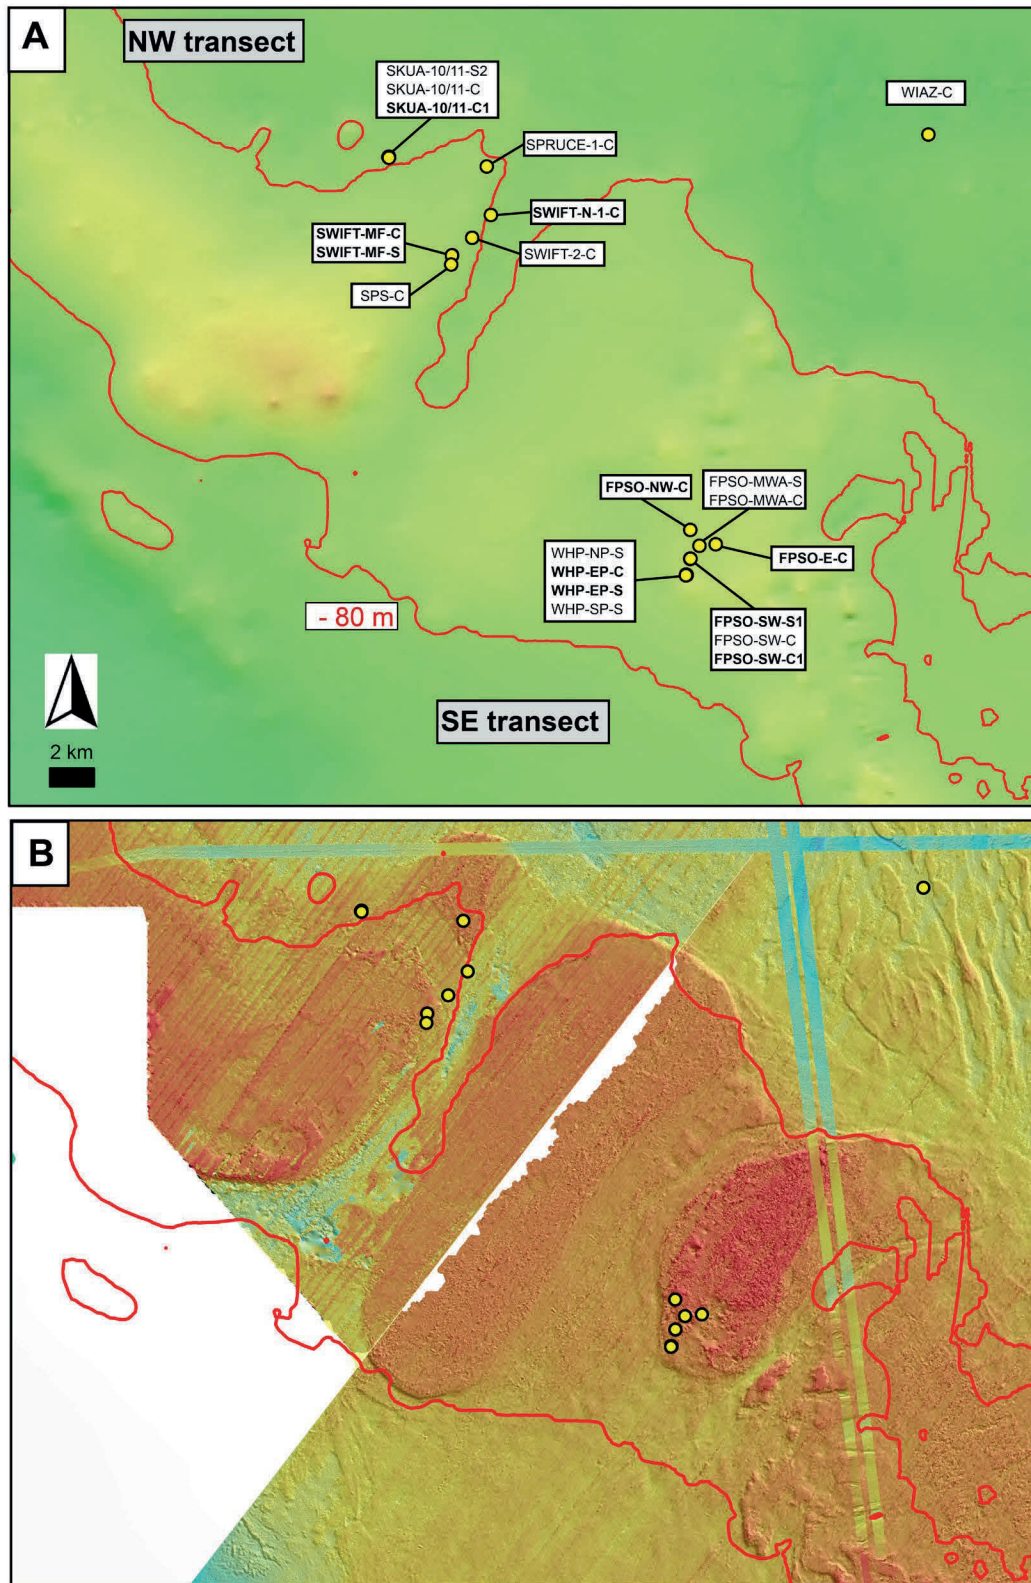 A
NW transect
SKUA-10/11-S2
SKUA-10/11-C
SKUA-10/11-C1
WIAZ-C
SPRUCE-1-C
SWIFT-N-1-C
SWIFT-MF-C
SWIFT-MF-S
SWIFT-2-C
SPS-C
FPSO-NW-C
FPSO-MWA-S
FPSO-MWA-C
WHP-NP-S
WHP-EP-C
WHP-EP-S
WHP-SP-S
FPSO-E-C
- 80 m
FPSO-SW-S1
FPSO-SW-C
FPSO-SW-C1
SE transect
2 km
B